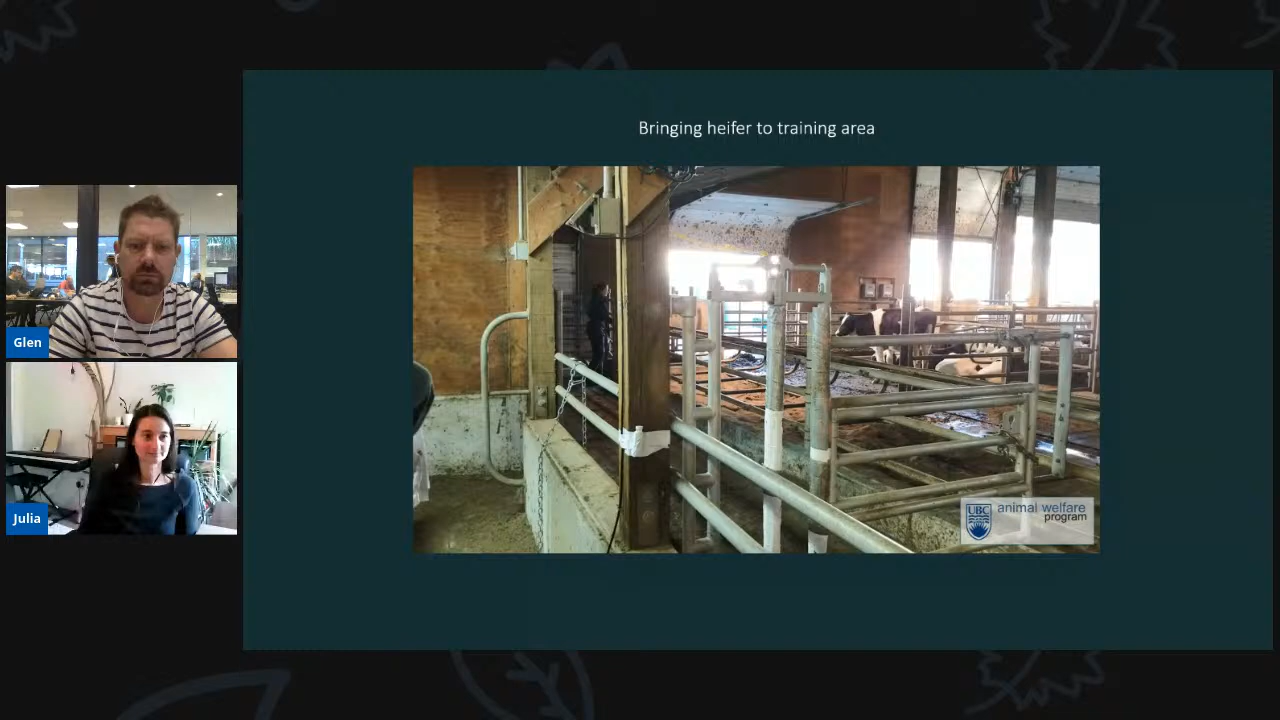 Bringing heifer to training area
Glen
Julia
UBC
animal welfare
program